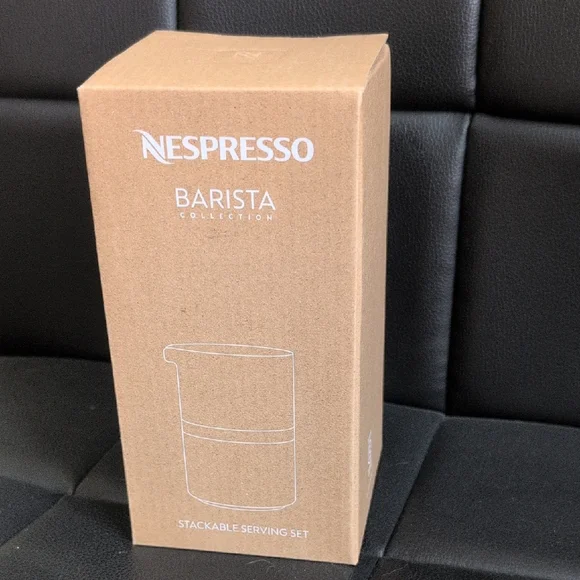 NESPRESSO
BARISTA
COLLECTION
STACKABLE SERVING SET